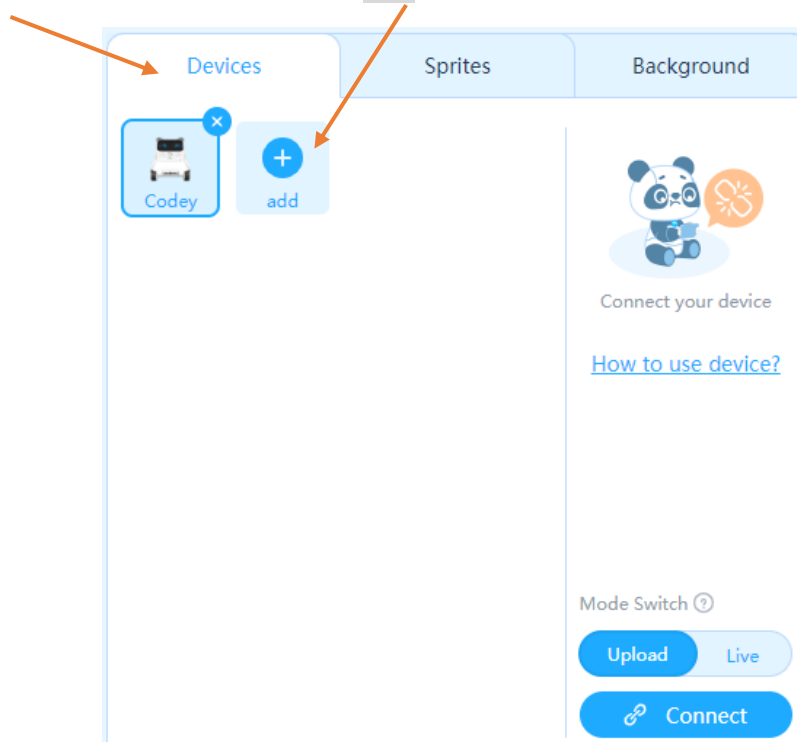 Devices Sprites Background
Codey add
Connect your device
How to use device?
Mode Switch ?
Upload Live
Connect